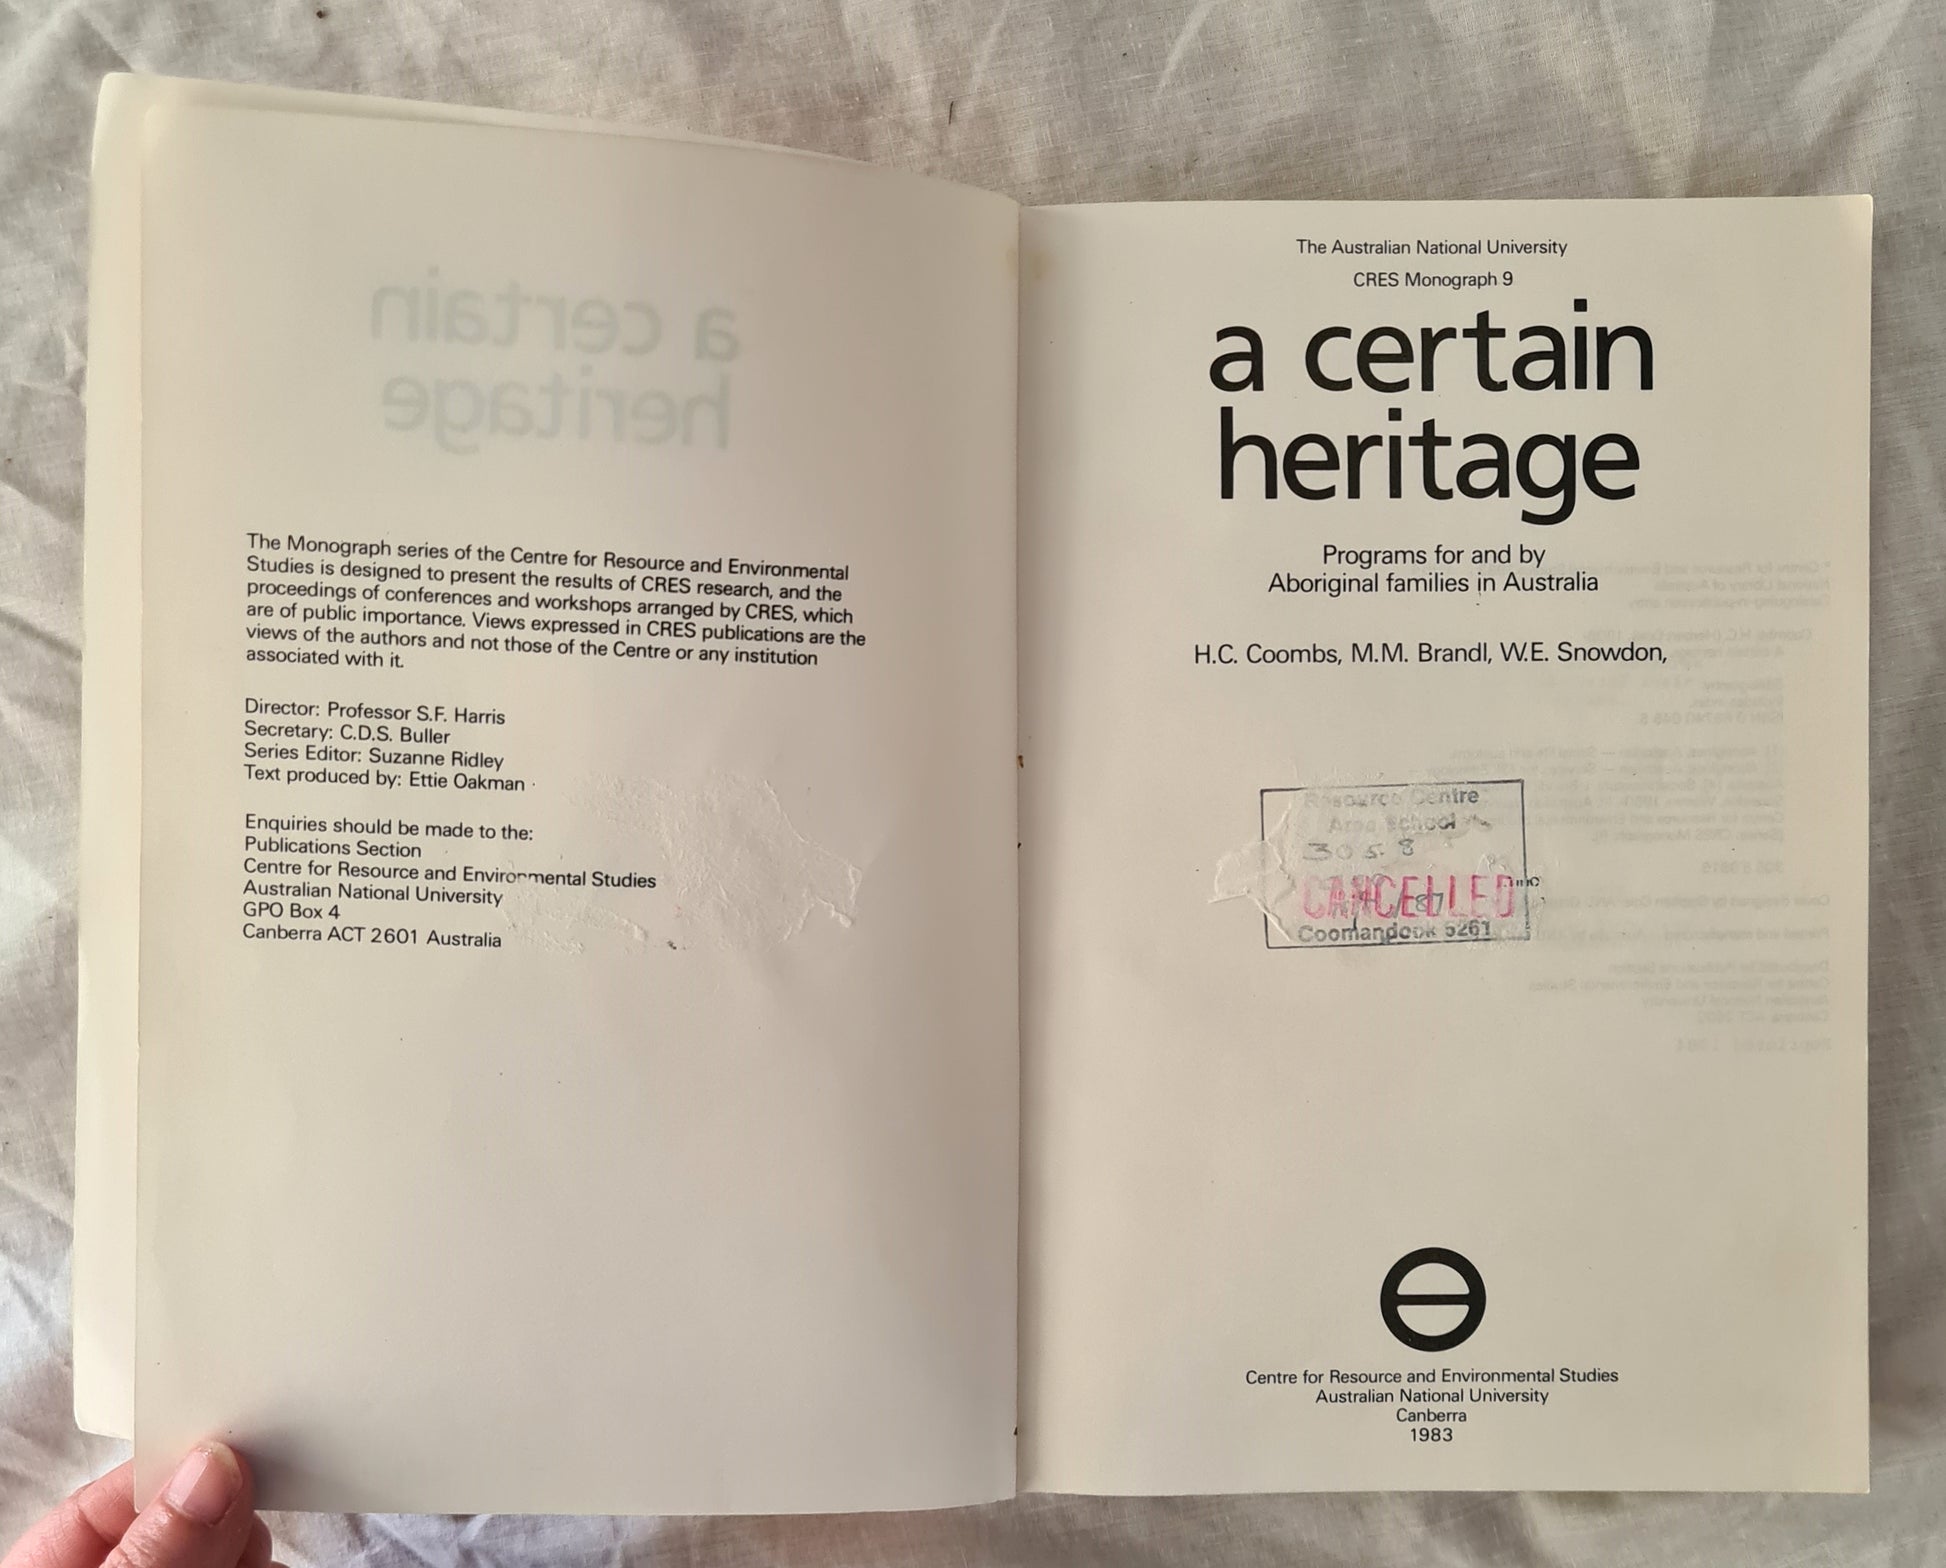 a certain
heritage
The Monograph series of the Centre for Resource and Environmental
Studies is designed to present the results of CRES research, and the
proceedings of conferences and workshops arranged by CRES, which
are of public importance. Views expressed in CRES publications are the
views of the authors and not those of the Centre or any institution
associated with it.
Director: Professor S.F. Harris
Secretary: C.D.S. Buller
Series Editor: Suzanne Ridley
Text produced by: Ettie Oakman
Enquiries should be made to the:
Publications Section
Centre for Resource and Environmental Studies
Australian National University
GPO Box 4
Canberra ACT 2601 Australia
The Australian National University
CRES Monograph 9
a certain
heritage
Programs for and by
Aboriginal families in Australia
H.C. Coombs, M.M. Brandl, W.E. Snowdon,
Resource Centre
Area School
3058
CANCELLED
Coomandook 5261
Centre for Resource and Environmental Studies
Australian National University
Canberra
1983